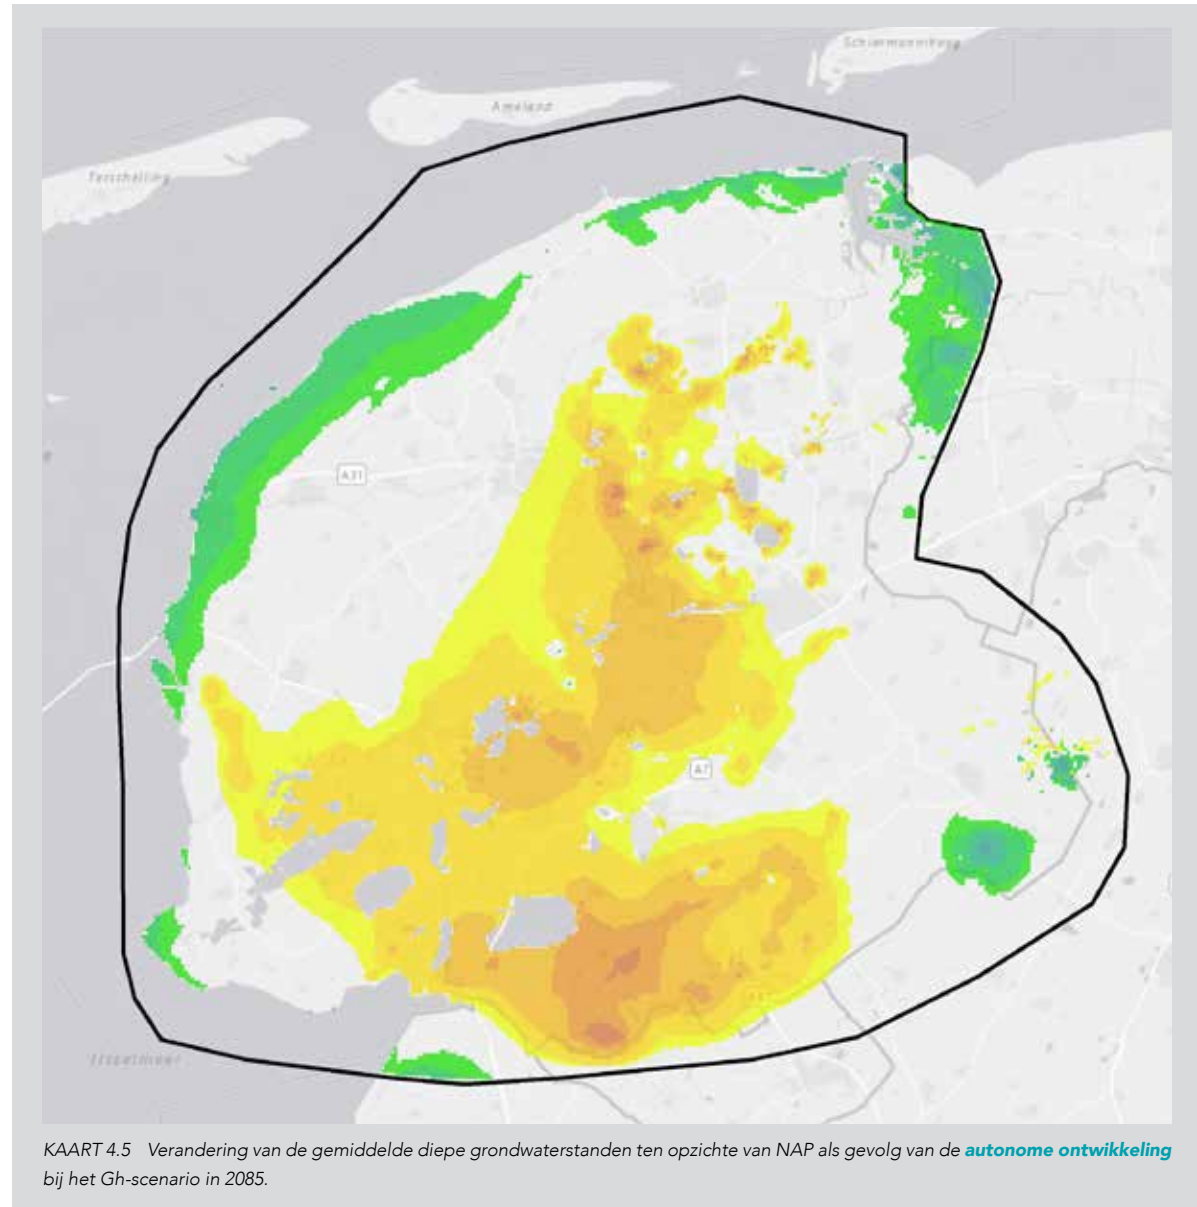 Schiermonnikoog
Ameland
Terschelling
A31
A7
IJsselmeer
KAART 4.5 Verandering van de gemiddelde diepe grondwaterstanden ten opzichte van NAP als gevolg van de autonome ontwikkeling
bij het Gh-scenario in 2085.